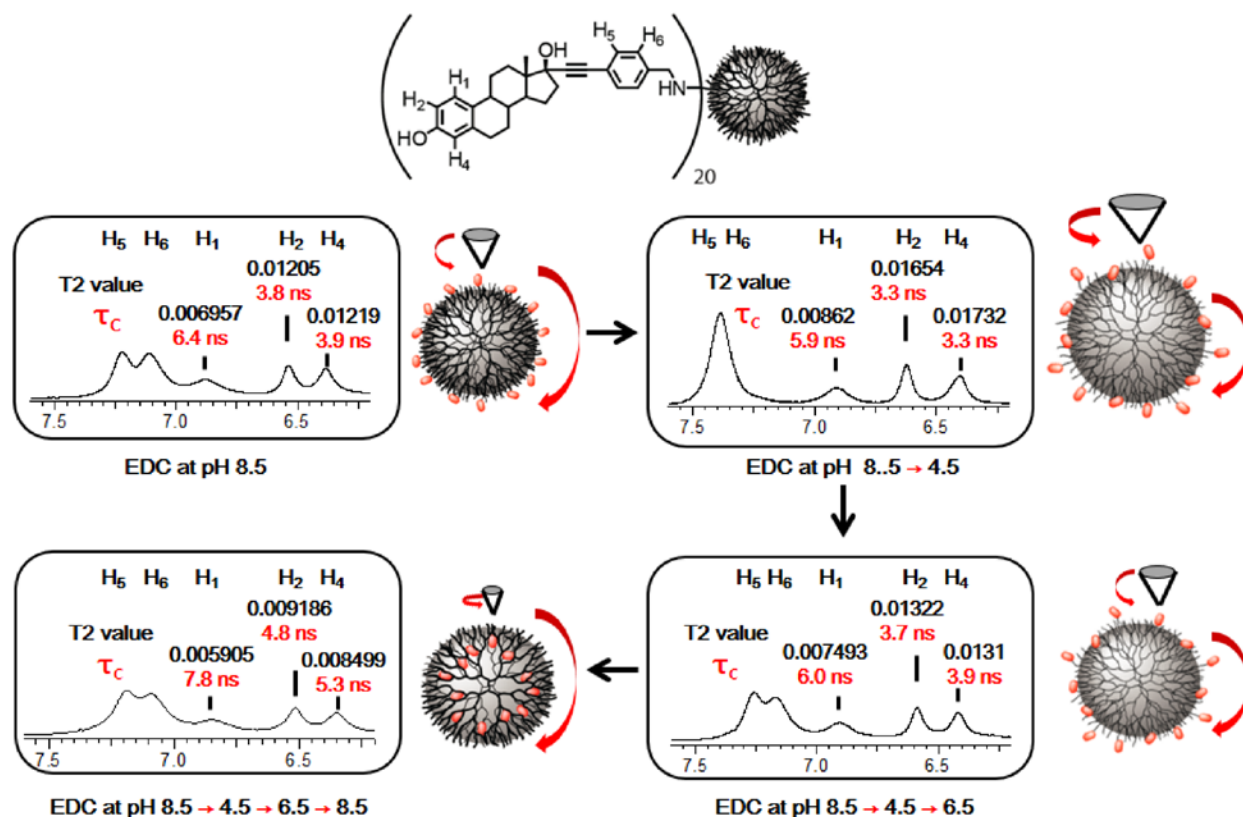 OH
H5
H6
H1
H2
HN
HO
H4
20
H5 H6 H1 H2 H4
0.01205
T2 value
3.8 ns
0.006957
0.01219
τc
6.4 ns
3.9 ns
7.5 7.0 6.5
EDC at pH 8.5
H5 H6 H1 H2 H4
0.01654
T2 value
3.3 ns
τc
0.00862
0.01732
5.9 ns
3.3 ns
7.5 7.0 6.5
EDC at pH 8..5 → 4.5
H5 H6 H1 H2 H4
0.009186
T2 value
4.8 ns
τc
0.005905
0.008499
7.8 ns
5.3 ns
7.0 6.5
EDC at pH 8.5 → 4.5 → 6.5 → 8.5
H5 H6 H1 H2 H4
0.01322
T2 value
3.7 ns
τc
0.007493
0.0131
6.0 ns
3.9 ns
7.5 7.0 6.5
EDC at pH 8.5 → 4.5 → 6.5